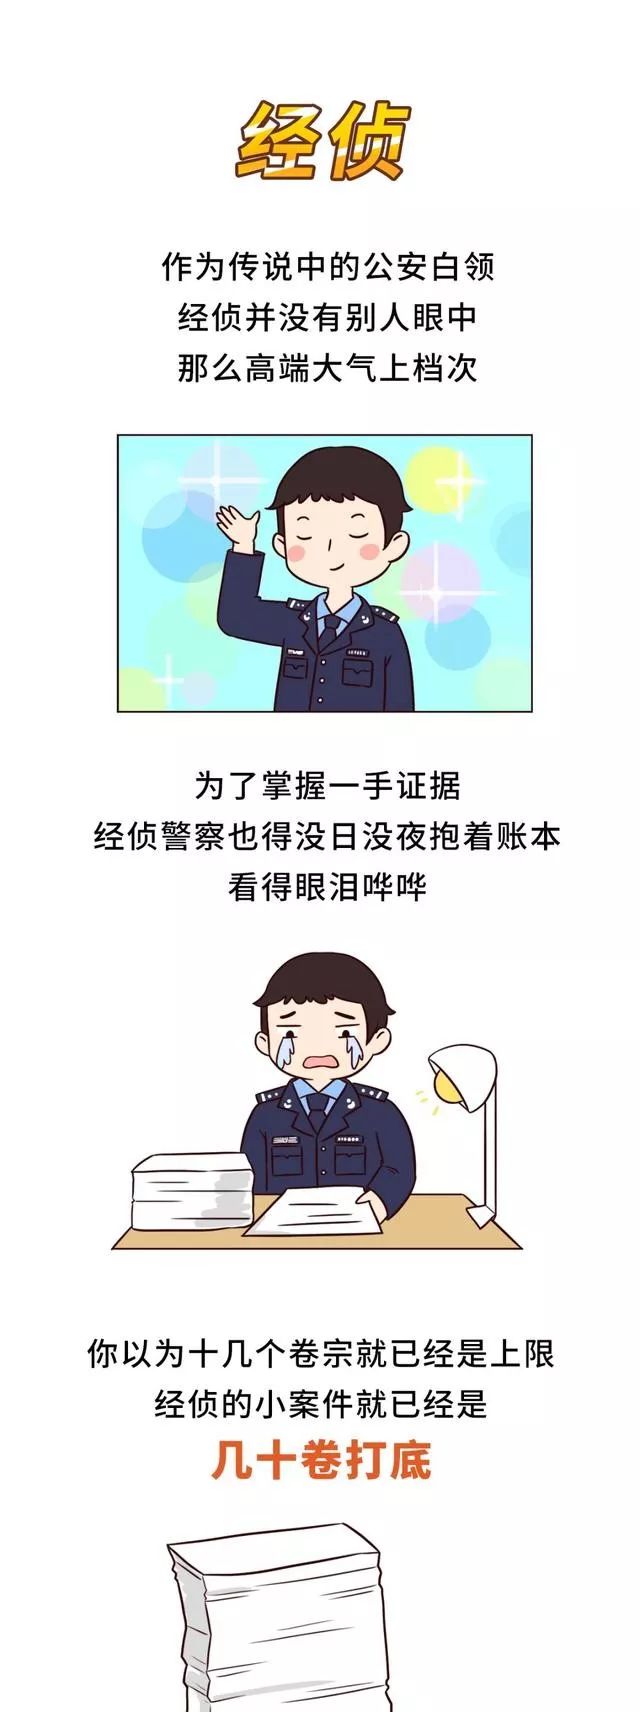 经侦
作为传说中的公安白领
经侦并没有别人眼中
那么高端大气上档次
为了掌握一手证据
经侦警察也得没日没夜抱着账本
看得眼泪哗哗
你以为十几个卷宗就已经是上限
经侦的小案件就已经是
几十卷打底